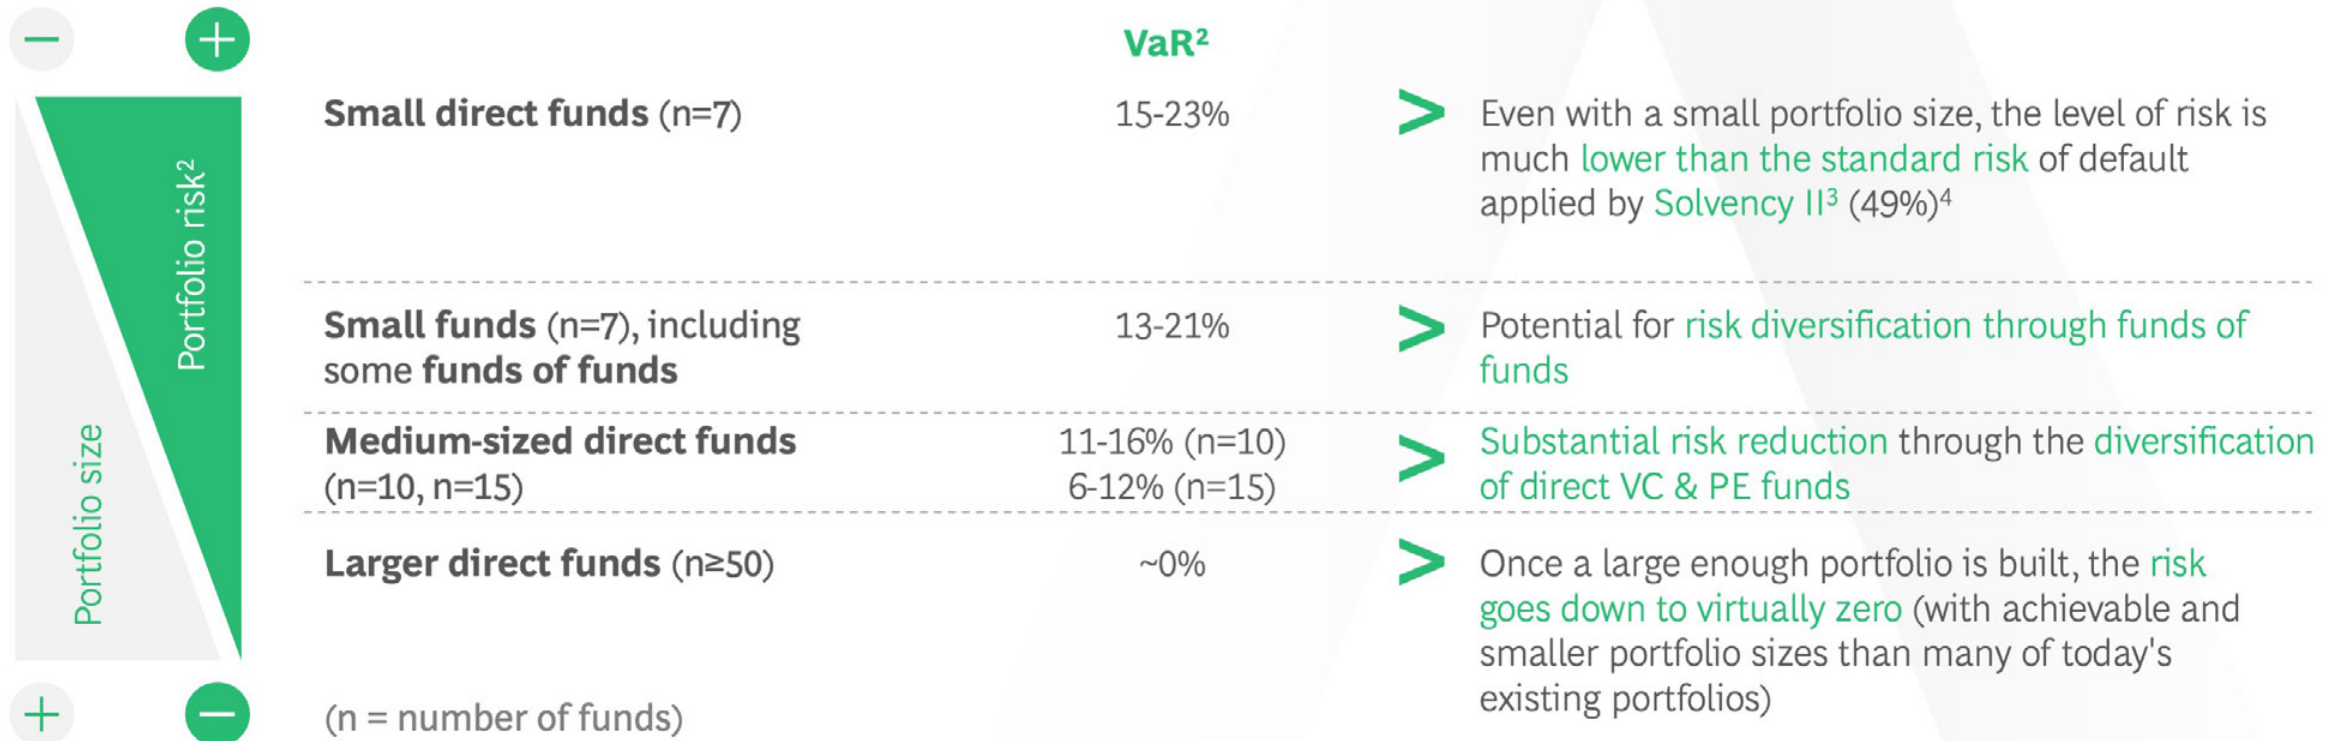 VaR²
Small direct funds (n=7)
15-23%
> Even with a small portfolio size, the level of risk is
much lower than the standard risk of default
applied by Solvency II³ (49%)⁴
Portfolio risk²
Small funds (n=7), including
some funds of funds
13-21%
> Potential for risk diversification through funds of
funds
Portfolio size
Medium-sized direct funds
(n=10, n=15)
11-16% (n=10)
6-12% (n=15)
> Substantial risk reduction through the diversification
of direct VC & PE funds
Larger direct funds (n≥50)
~0%
> Once a large enough portfolio is built, the risk
goes down to virtually zero (with achievable and
smaller portfolio sizes than many of today's
existing portfolios)
(n = number of funds)